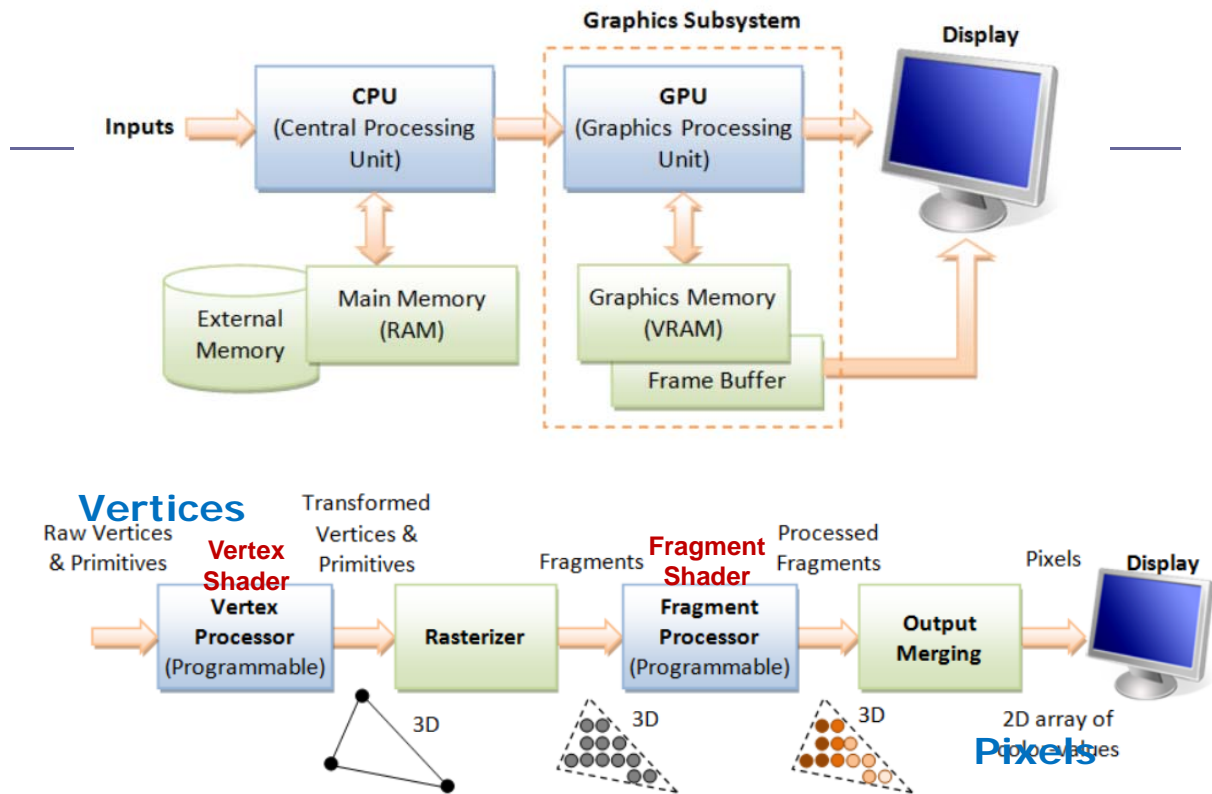 Graphics Subsystem
Display
Inputs
CPU
(Central Processing
Unit)
GPU
(Graphics Processing
Unit)
External
Memory
Main Memory
(RAM)
Graphics Memory
(VRAM)
Frame Buffer
Vertices
Raw Vertices
& Primitives
Vertex
Shader
Transformed
Vertices &
Primitives
Fragments
Fragment
Shader
Processed
Fragments
Pixels
Display
Vertex
Processor
(Programmable)
Rasterizer
Fragment
Processor
(Programmable)
Output
Merging
3D
3D
3D
2D array of
color-values
Pixels